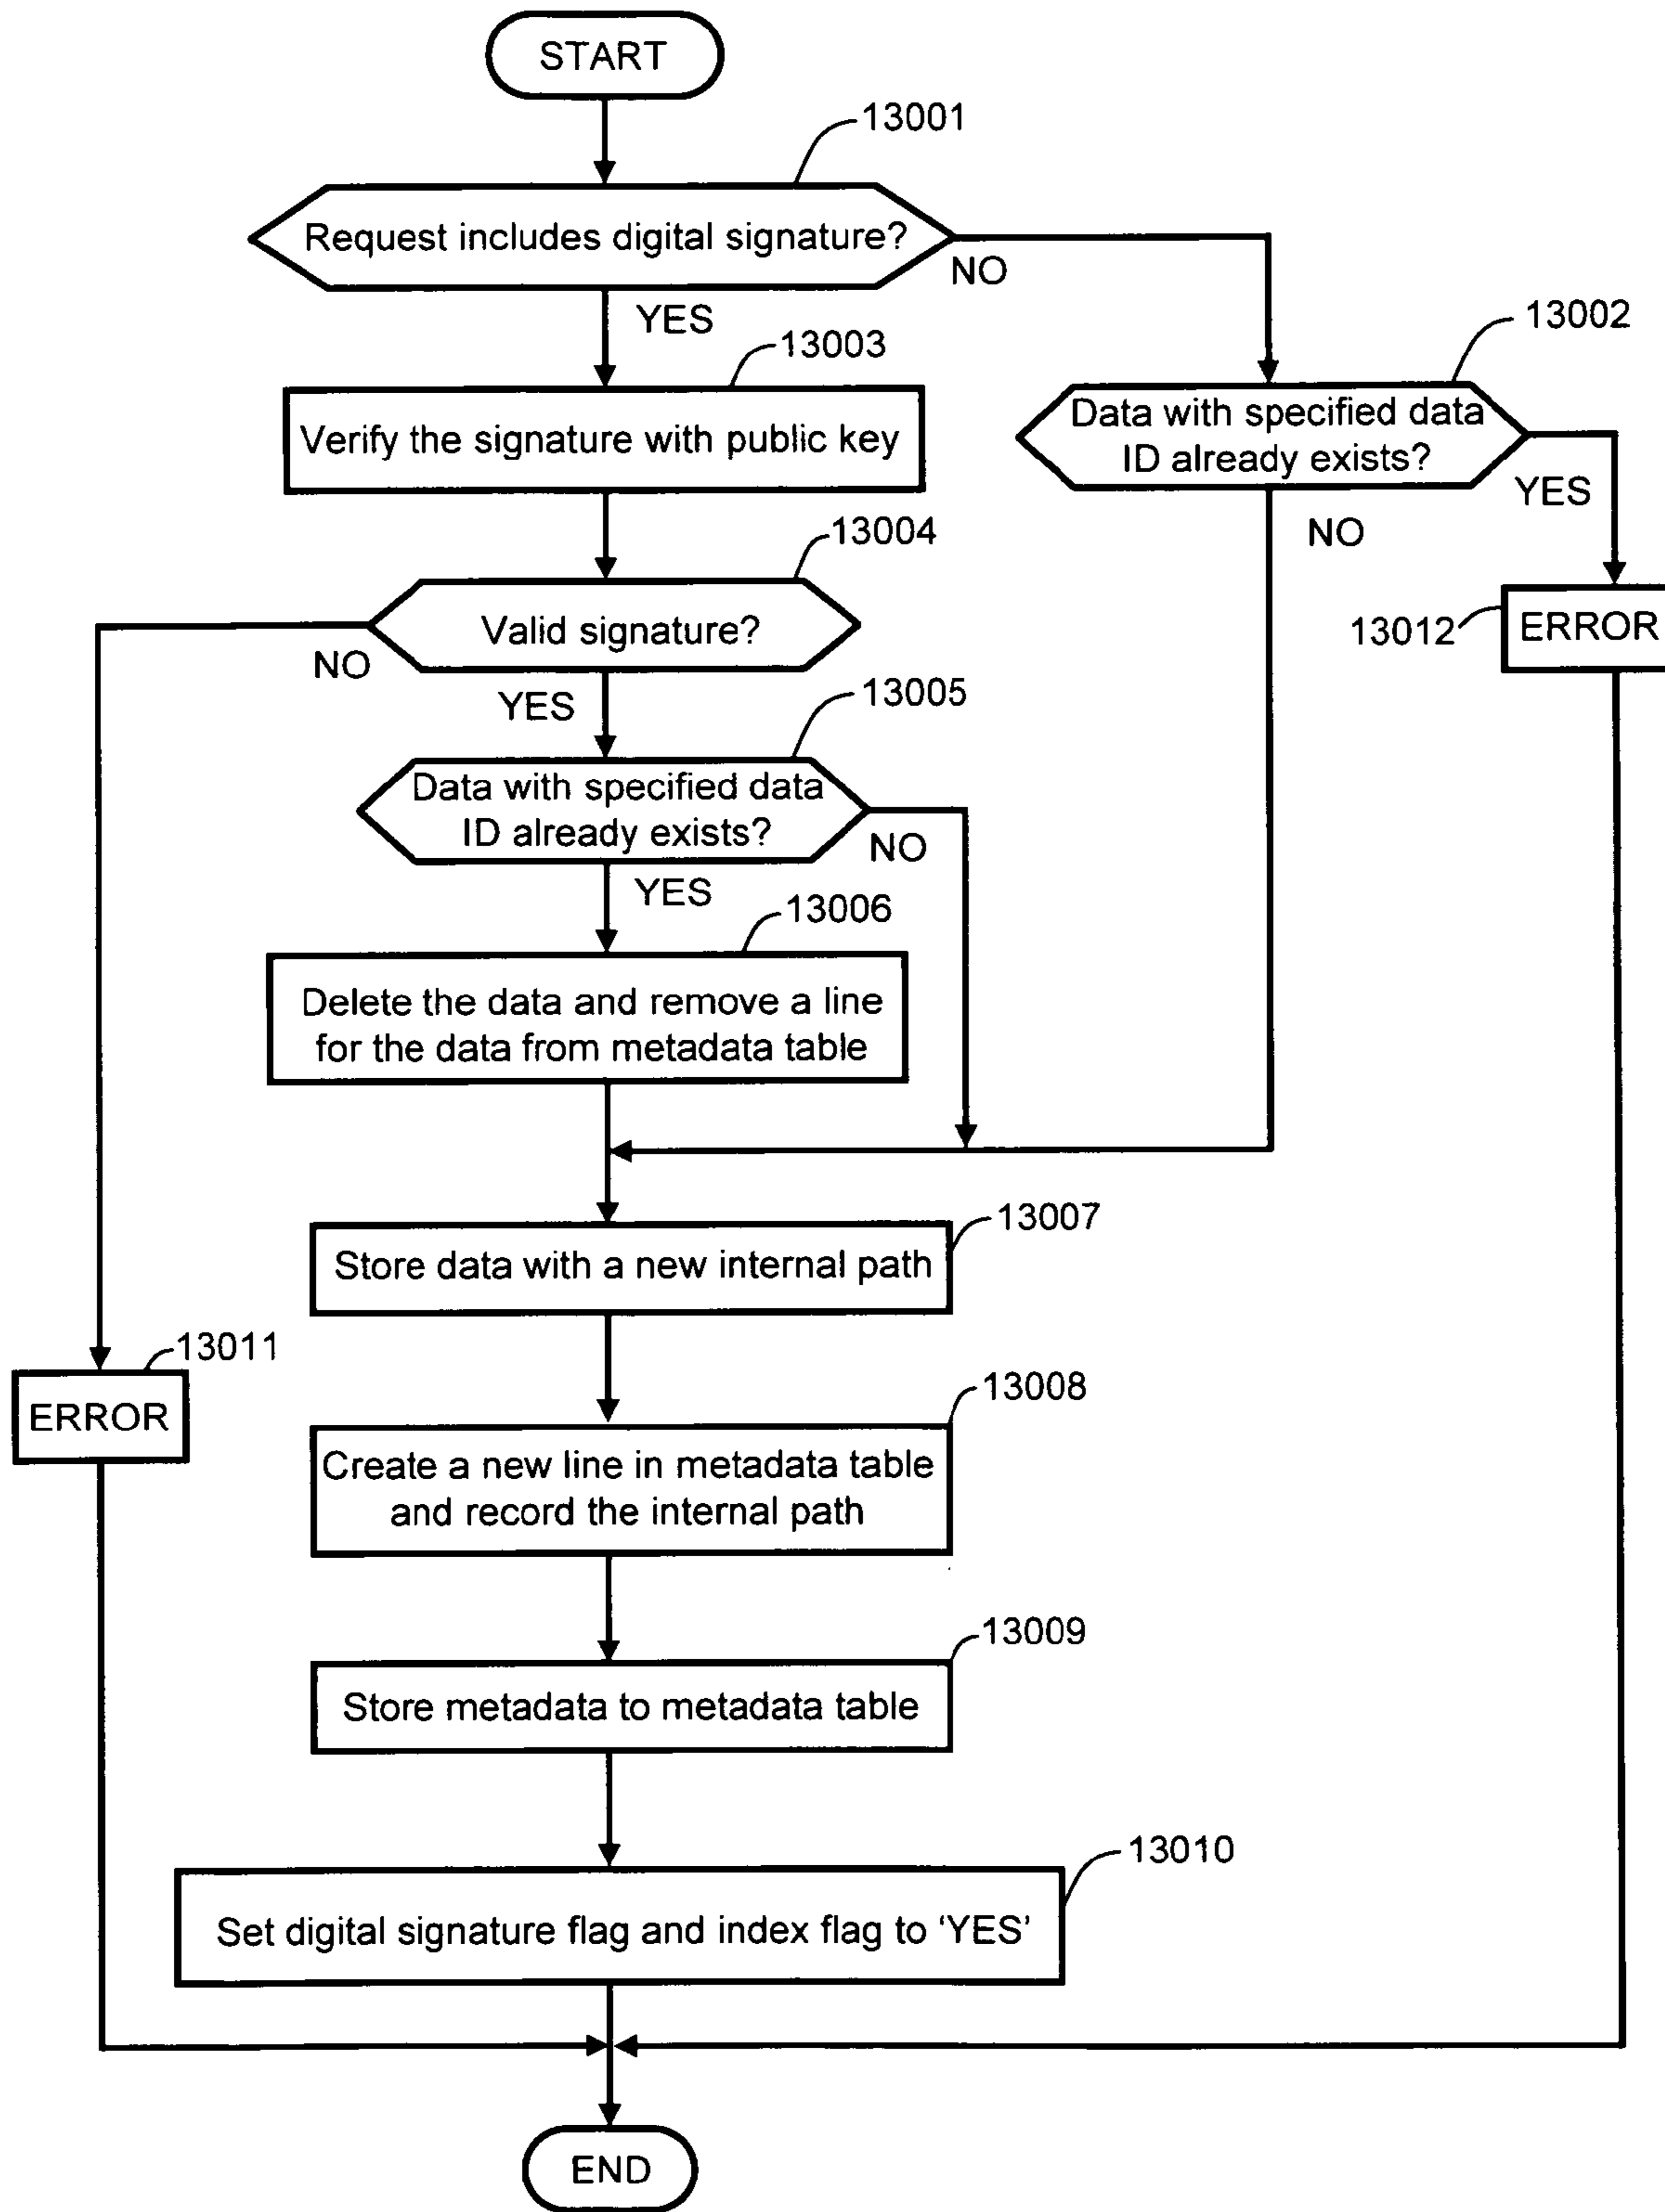 START
13001
Request includes digital signature?
NO
YES
13002
13003
Data with specified data
ID already exists?
Verify the signature with public key
YES
NO
13004
13012
ERROR
Valid signature?
NO
YES
13005
Data with specified data
ID already exists?
NO
YES
13006
Delete the data and remove a line
for the data from metadata table
13007
Store data with a new internal path
13011
ERROR
13008
Create a new line in metadata table
and record the internal path
13009
Store metadata to metadata table
13010
Set digital signature flag and index flag to ‘YES’
END